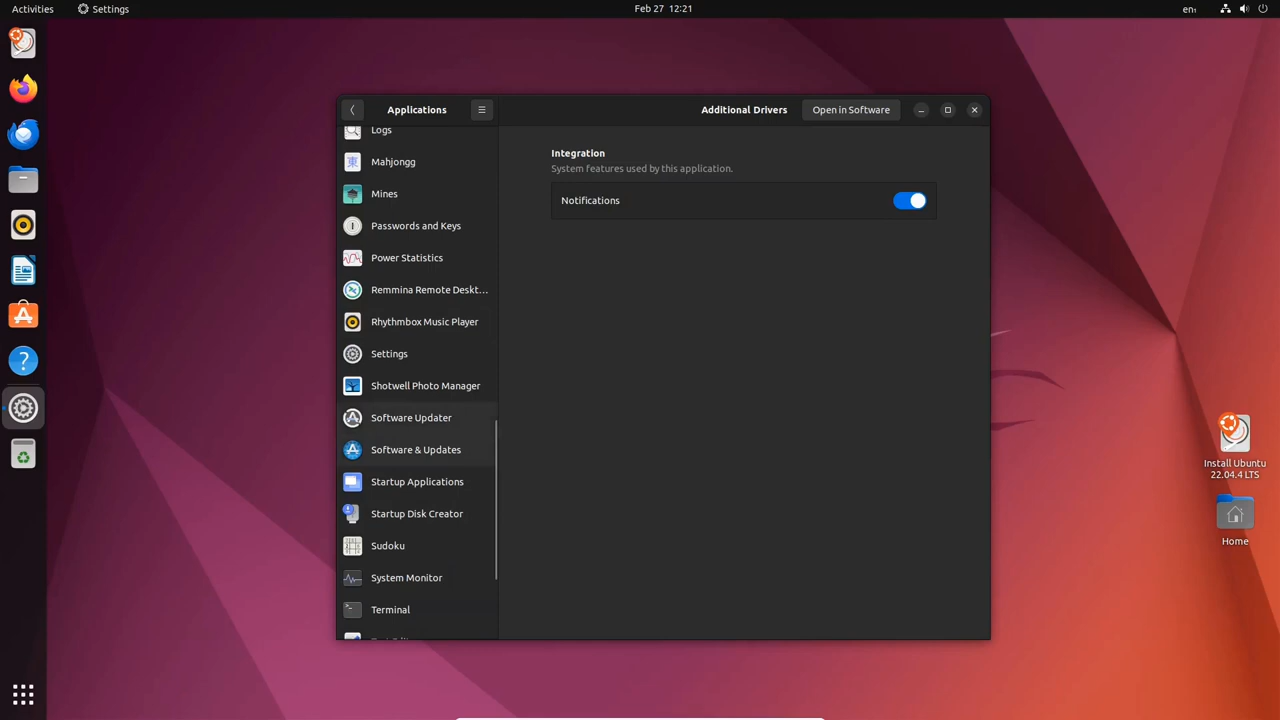 Activities
Settings
Feb 27 12:21
en₁
Applications
Additional Drivers
Open in Software
Logs
Mahjongg
Mines
Passwords and Keys
Power Statistics
Remmina Remote Deskt...
Rhythmbox Music Player
Settings
Shotwell Photo Manager
Software Updater
Software & Updates
Startup Applications
Startup Disk Creator
Sudoku
System Monitor
Terminal
Integration
System features used by this application.
Notifications
Install Ubuntu
22.04.4 LTS
Home